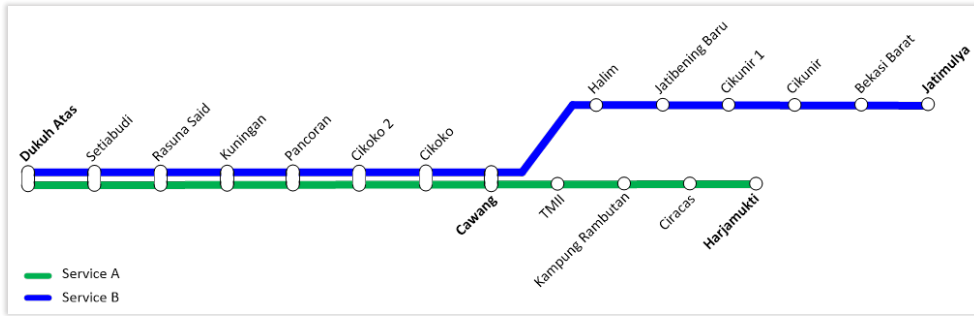 Dukuh Atas
Setiabudi
Rasuna Said
Kuningan
Pancoran
Cikoko 2
Cikoko
Cawang
Halim
Jatibening Baru
Cikunir 1
Cikunir
Bekasi Barat
Jatimulya
TMII
Kampung Rambutan
Ciracas
Harjamukti
Service A
Service B